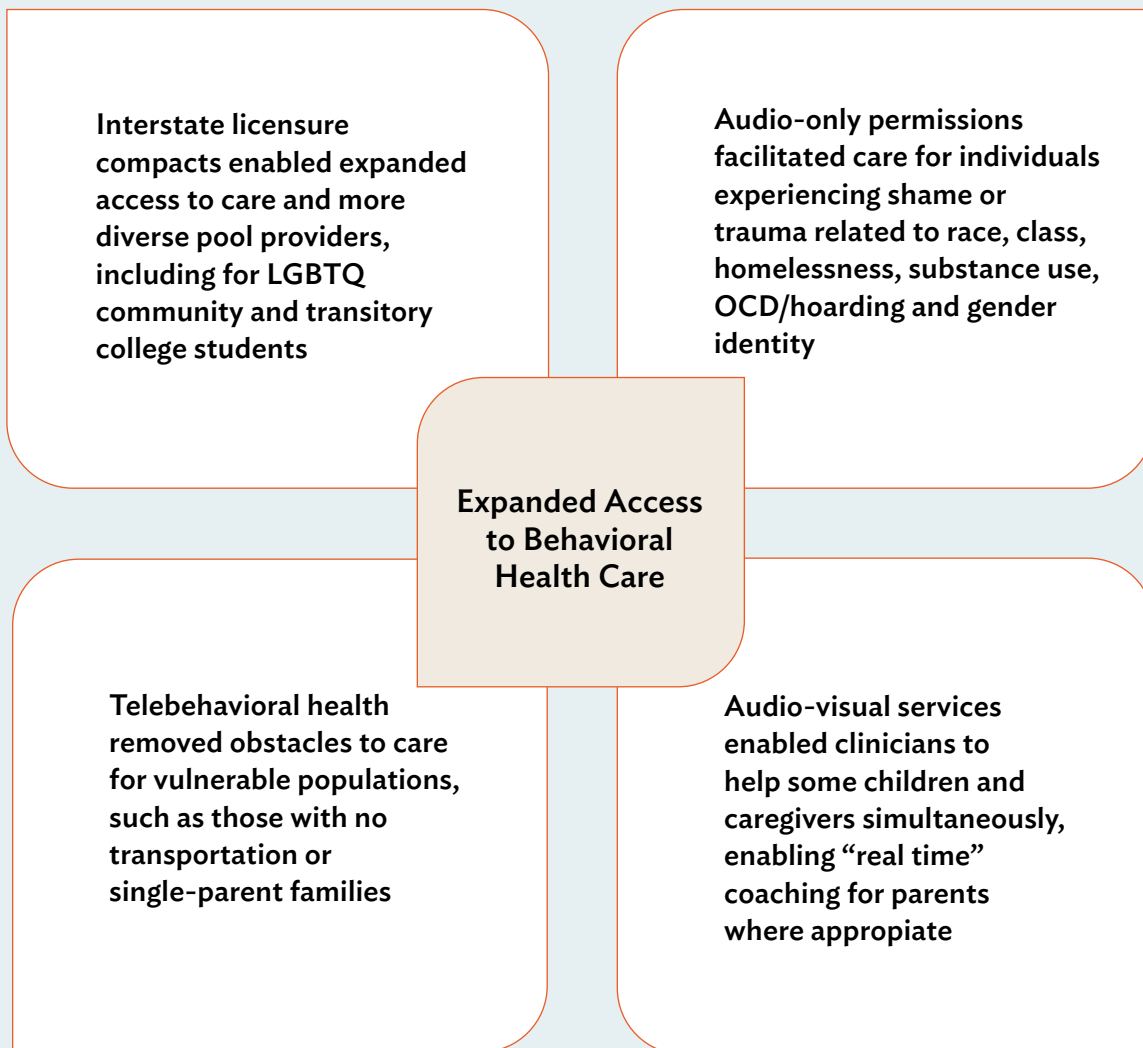 Interstate licensure
compacts enabled expanded
access to care and more
diverse pool providers,
including for LGBTQ
community and transitory
college students
Audio-only permissions
facilitated care for individuals
experiencing shame or
trauma related to race, class,
homelessness, substance use,
OCD/hoarding and gender
identity
Expanded Access
to Behavioral
Health Care
Telebehavioral health
removed obstacles to care
for vulnerable populations,
such as those with no
transportation or
single-parent families
Audio-visual services
enabled clinicians to
help some children and
caregivers simultaneously,
enabling “real time”
coaching for parents
where appropiate